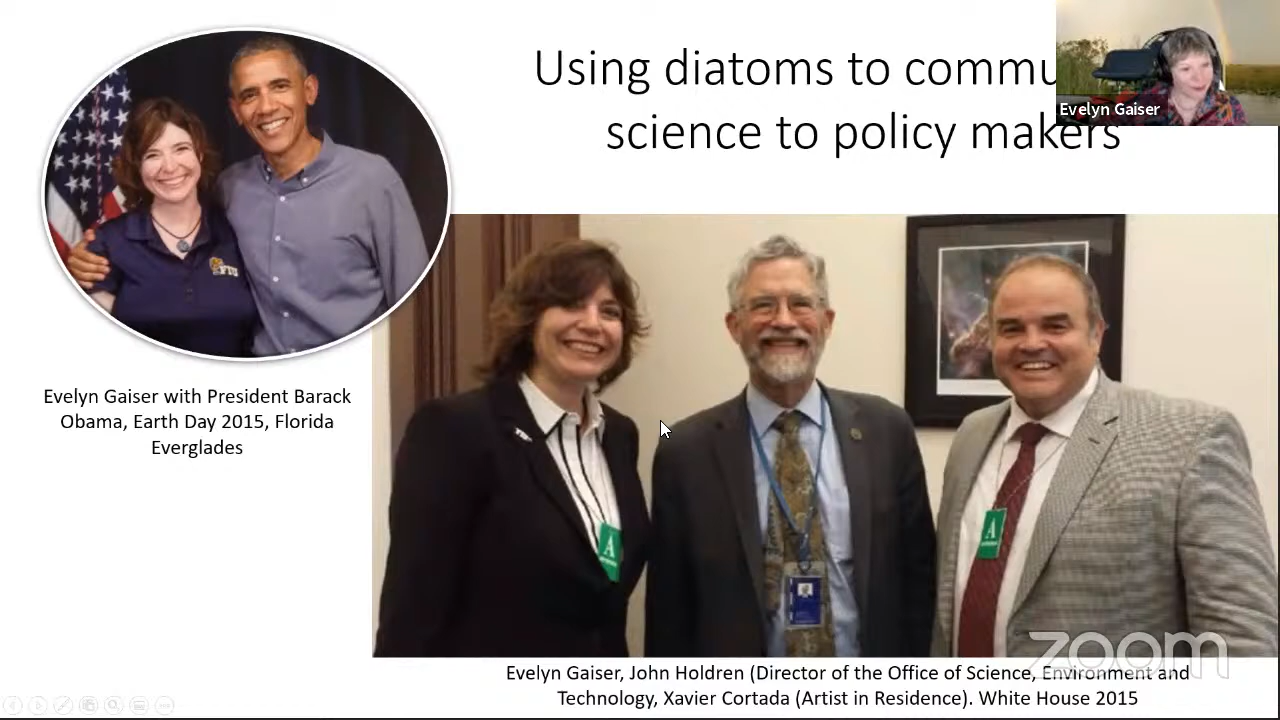 Using diatoms to commu
science to policy makers
Evelyn Gaiser
FIU
Evelyn Gaiser with President Barack
Obama, Earth Day 2015, Florida
Everglades
A
A
Evelyn Gaiser, John Holdren (Director of the Office of Science, Environment and
Technology, Xavier Cortada (Artist in Residence). White House 2015
zoom